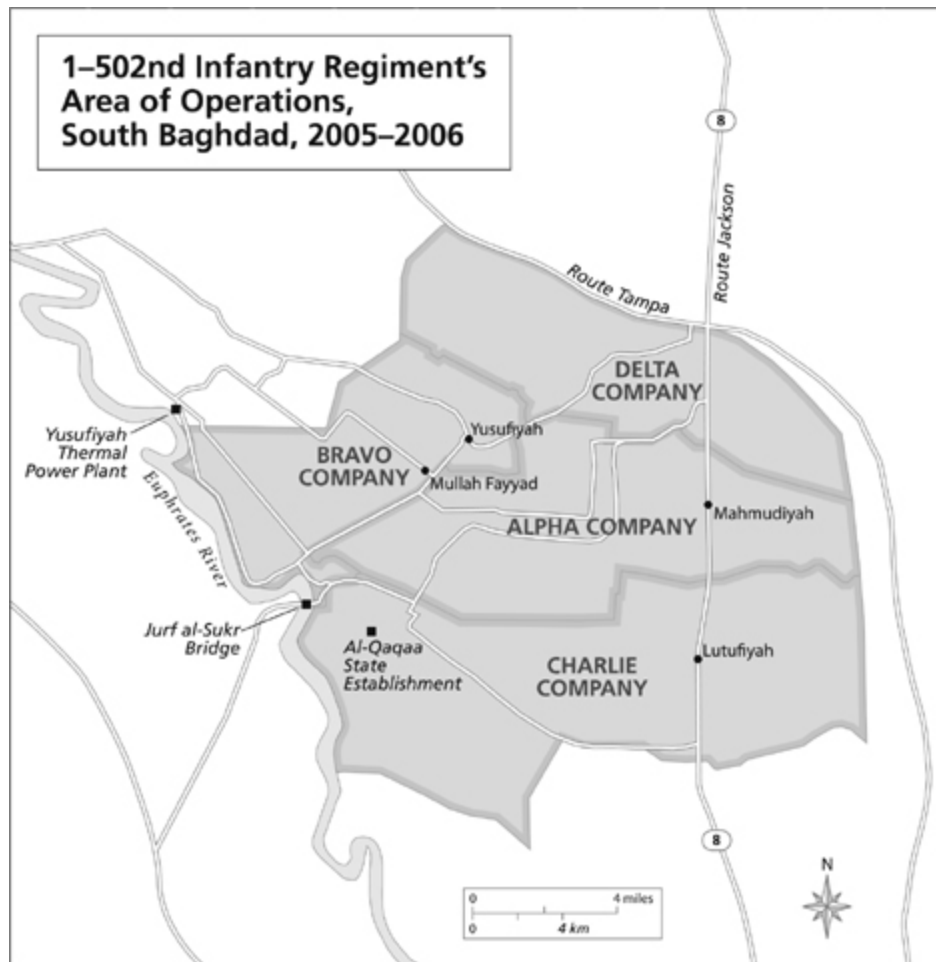 1–502nd Infantry Regiment's
Area of Operations,
South Baghdad, 2005–2006
8
Route Jackson
Route Tampa
DELTA
COMPANY
Yusufiyah
Yusufiyah
Thermal
Power Plant
BRAVO
COMPANY
Mullah Fayyad
Euphrates River
ALPHA COMPANY
Mahmudiyah
Jurf al-Sukr
Bridge
Al-Qaqaa
State
Establishment
CHARLIE
COMPANY
Lutufiyah
8
N
0 4 miles
0 4 km